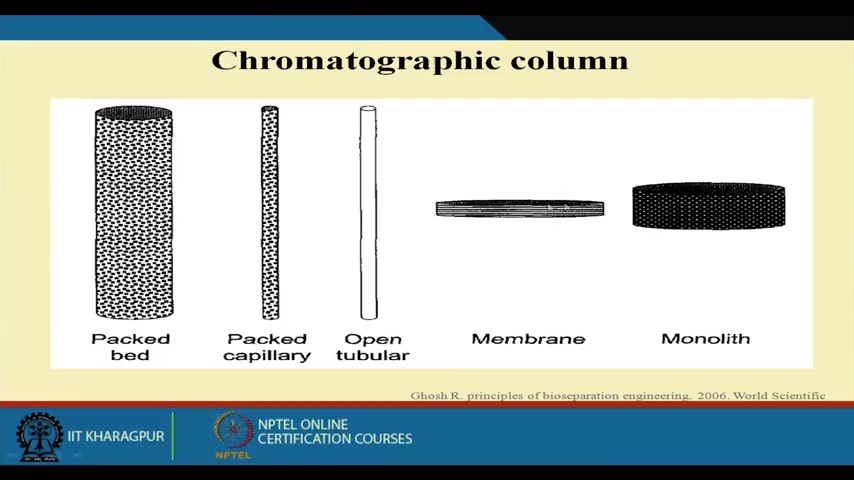 Chromatographic column
Packed bed
Packed capillary
Open tubular
Membrane
Monolith
Ghosh R. principles of bioseparation engineering. 2006. World Scientific
IIT KHARAGPUR
NPTEL
NPTEL ONLINE
CERTIFICATION COURSES